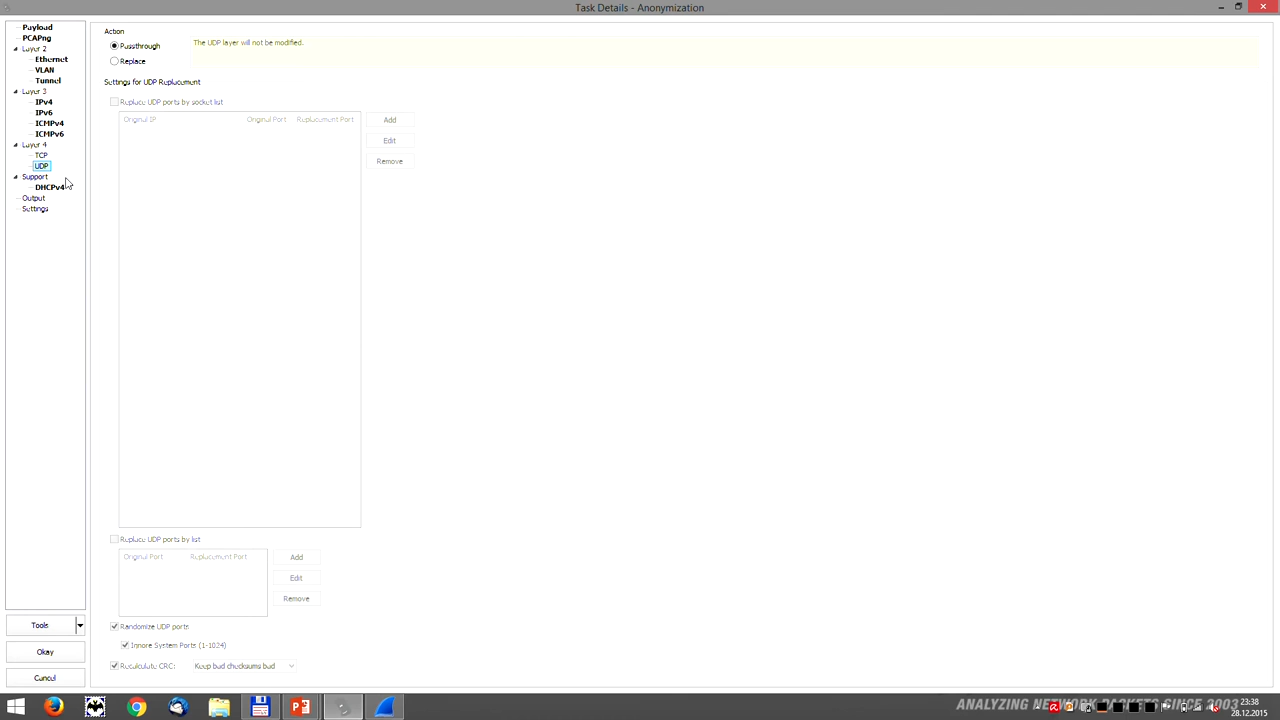 Task Details - Anonymization
Payload
PCAPng
Layer 2
Ethernet
VLAN
Tunnel
Layer 3
IPv4
IPv6
ICMPv4
ICMPv6
Layer 4
TCP
UDP
Support
DHCPv4
Output
Settings
Tools
Okay
Cancel
Action
Passthrough
The UDP layer will not be modified.
Replace
Settings for UDP Replacement
Replace UDP ports by socket list
Original IP Original Port Replacement Port
Add
Edit
Remove
Replace UDP ports by list
Original Port Replacement Port
Add
Edit
Remove
Randomize UDP ports
Ignore System Ports (1-1024)
Recalculate CRC: Keep bad checksums bad
ANALYZING NETWORK PACKETS SINCE 2003
23:38
28.12.2015